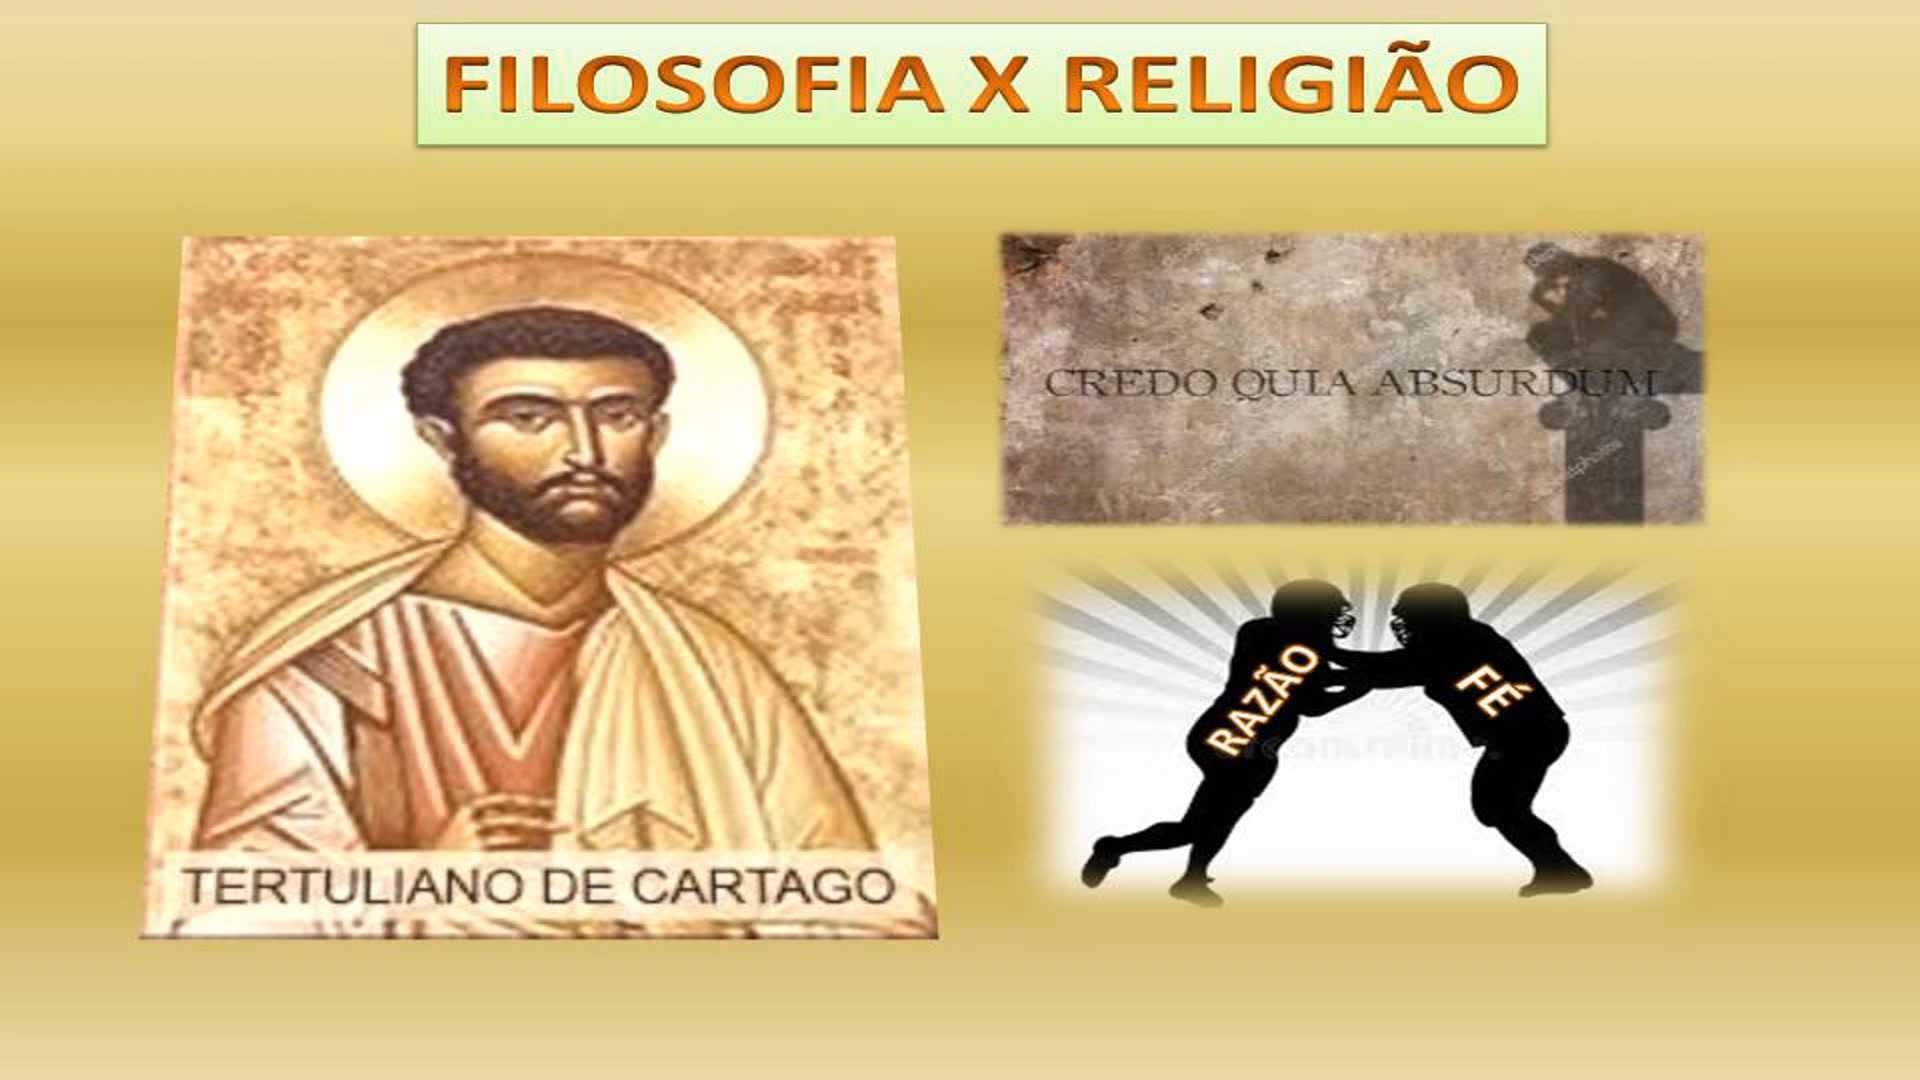 FILOSOFIA X RELIGIÃO
TERTULIANO DE CARTAGO
CREDO QUIA ABSURDUM
RAZÃO
FÉ